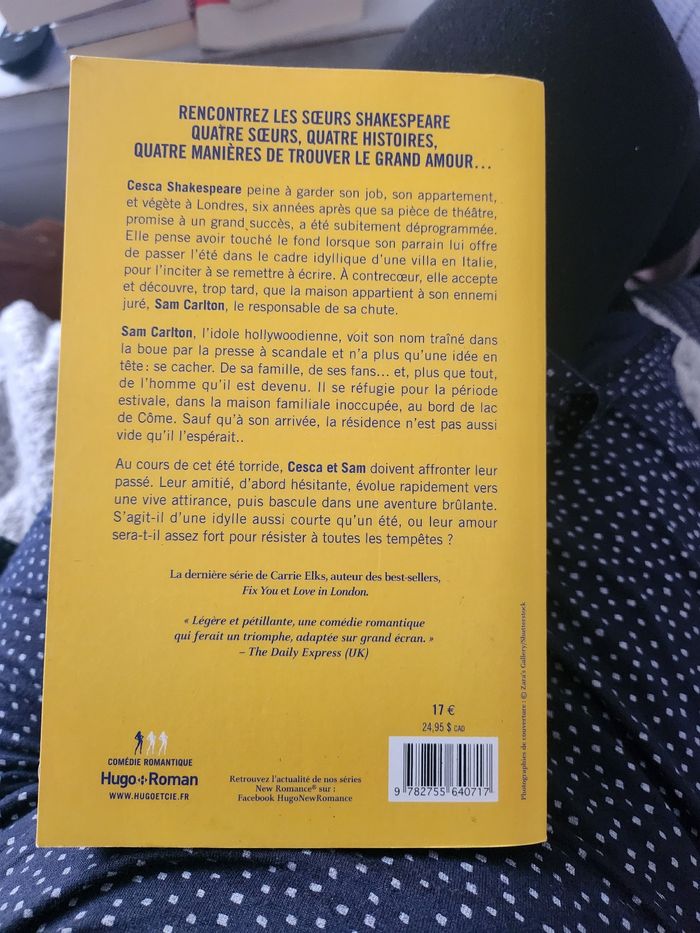 RENCONTREZ LES SŒURS SHAKESPEARE
QUATRE SŒURS, QUATRE HISTOIRES,
QUATRE MANIÈRES DE TROUVER LE GRAND AMOUR...
Cesca Shakespeare peine à garder son job, son appartement,
et végète à Londres, six années après que sa pièce de théâtre,
promise à un grand succès, a été subitement déprogrammée.
Elle pense avoir touché le fond lorsque son parrain lui offre
de passer l'été dans le cadre idyllique d'une villa en Italie,
pour l'inciter à se remettre à écrire. À contrecœur, elle accepte
et découvre, trop tard, que la maison appartient à son ennemi
juré, Sam Carlton, le responsable de sa chute.
Sam Carlton, l'idole hollywoodienne, voit son nom traîné dans
la boue par la presse à scandale et n'a plus qu'une idée en
tête : se cacher. De sa famille, de ses fans... et, plus que tout,
de l'homme qu'il est devenu. Il se réfugie pour la période
estivale, dans la maison familiale inoccupée, au bord de lac
de Côme. Sauf qu'à son arrivée, la résidence n'est pas aussi
vide qu'il l'espérait..
Au cours de cet été torride, Cesca et Sam doivent affronter leur
passé. Leur amitié, d'abord hésitante, évolue rapidement vers
une vive attirance, puis bascule dans une aventure brûlante.
S'agit-il d'une idylle aussi courte qu'un été, ou leur amour
sera-t-il assez fort pour résister à toutes les tempêtes ?
La dernière série de Carrie Elks, auteur des best-sellers,
Fix You et Love in London.
« Légère et pétillante, une comédie romantique
qui ferait un triomphe, adaptée sur grand écran. »
– The Daily Express (UK)
17 €
24,95 $ CAD
COMÉDIE ROMANTIQUE
Hugo Roman
WWW.HUGOETCIE.FR
Retrouvez l'actualité de nos séries
New Romance® sur :
Facebook HugoNewRomance
9 782755 640717
Photographies de couverture : © Zara's Gallery/Shutterstock